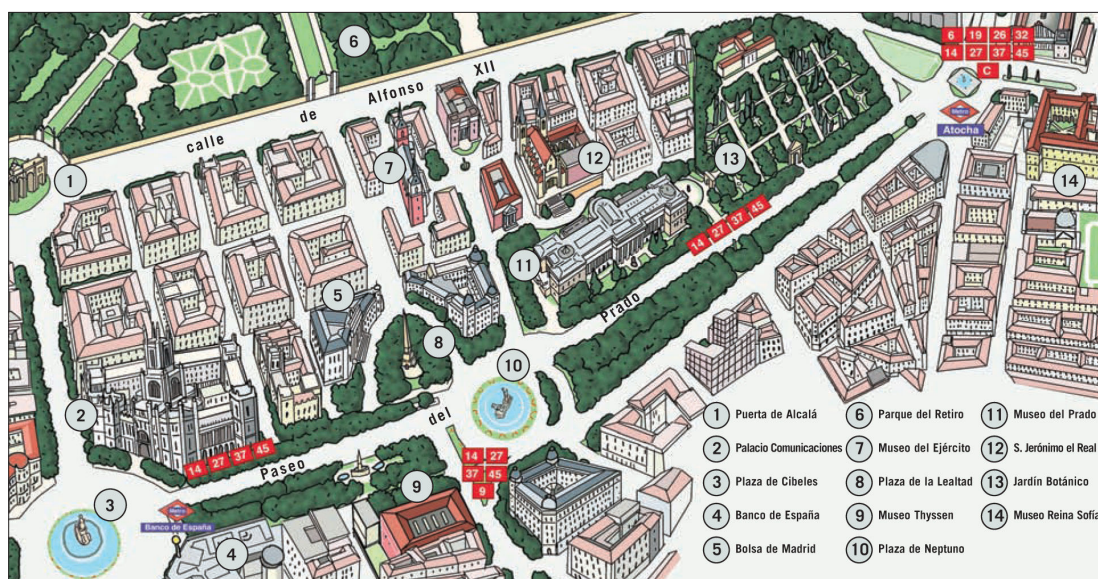 6
6 19 26 32
14 27 37 45
C
calle de Alfonso XII
Metro
Atocha
1
7
12
13
14
11
14 27 37 45
5
8
Paseo del Prado
10
2
14 27 37 45
14 27
37 45
9
9
3
Metro
Banco de España
4
1 Puerta de Alcalá
2 Palacio Comunicaciones
3 Plaza de Cibeles
4 Banco de España
5 Bolsa de Madrid
6 Parque del Retiro
7 Museo del Ejército
8 Plaza de la Lealtad
9 Museo Thyssen
10 Plaza de Neptuno
11 Museo del Prado
12 S. Jerónimo el Real
13 Jardín Botánico
14 Museo Reina Sofía